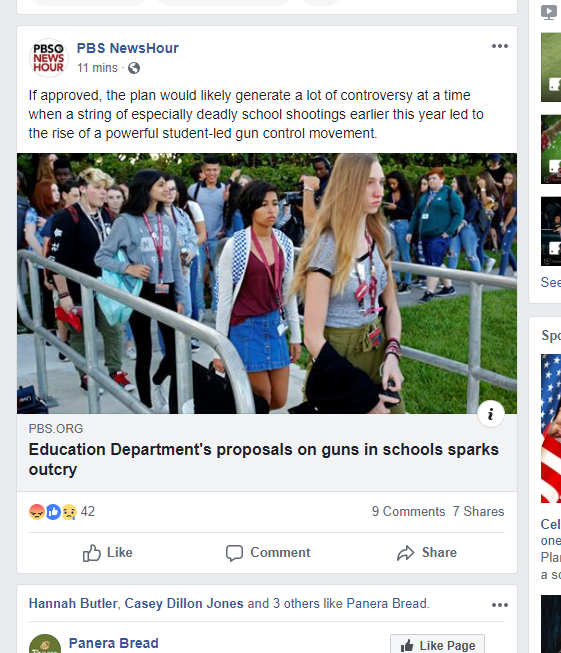 PBS
NEWS
HOUR
PBS NewsHour
11 mins ·
If approved, the plan would likely generate a lot of controversy at a time
when a string of especially deadly school shootings earlier this year led to
the rise of a powerful student-led gun control movement.
i
PBS.ORG
Education Department's proposals on guns in schools sparks
outcry
42
9 Comments 7 Shares
Like
Comment
Share
Hannah Butler, Casey Dillon Jones and 3 others like Panera Bread.
Panera Bread
Like Page
See
Spo
Cel
one
Pla
a so